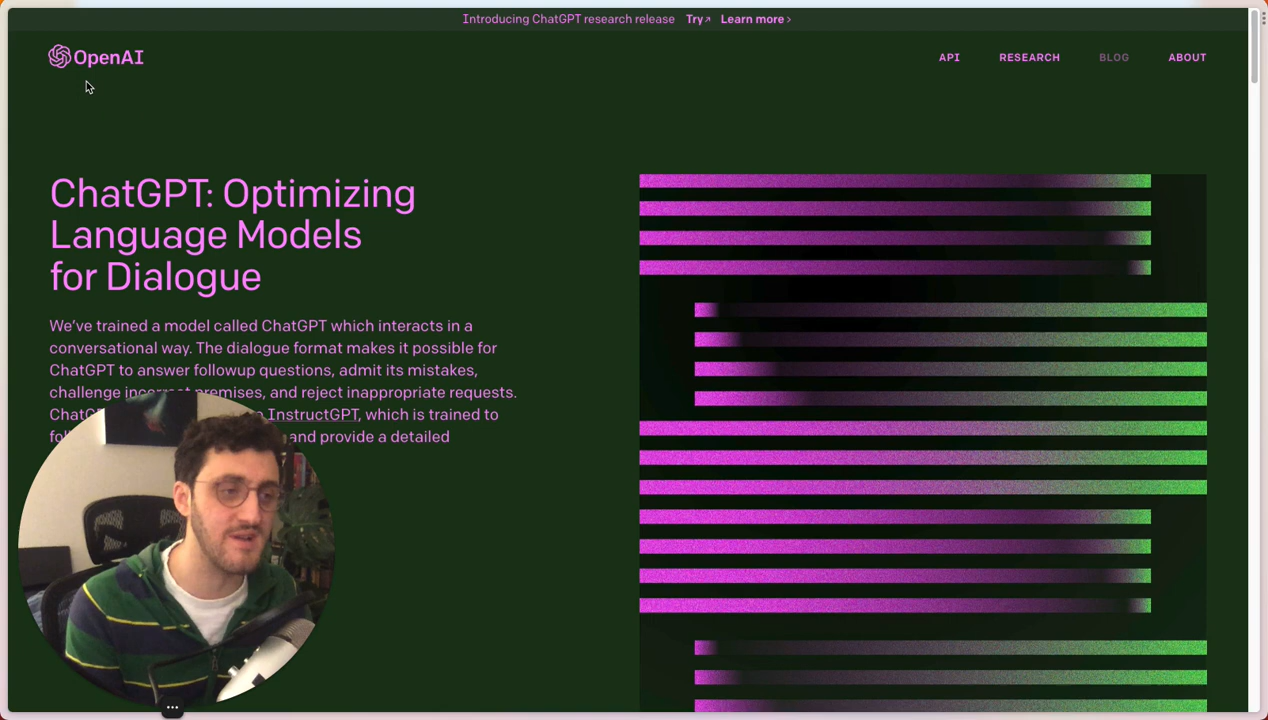 Introducing ChatGPT research release Try↗ Learn more ›
OpenAI
API RESEARCH BLOG ABOUT
ChatGPT: Optimizing
Language Models
for Dialogue
We’ve trained a model called ChatGPT which interacts in a
conversational way. The dialogue format makes it possible for
ChatGPT to answer followup questions, admit its mistakes,
challenge incorrect premises, and reject inappropriate requests.
InstructGPT, which is trained to
and provide a detailed